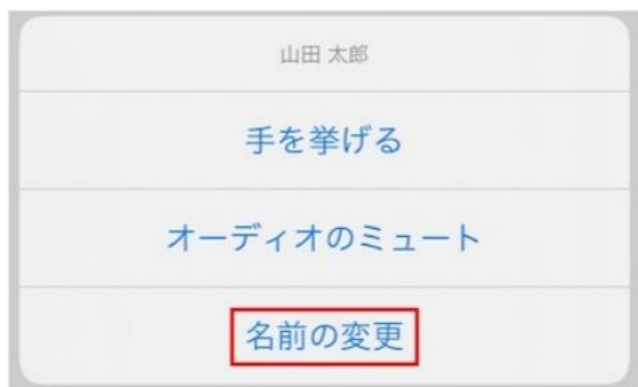 山田 太郎
手を挙げる
オーディオのミュート
名前の変更